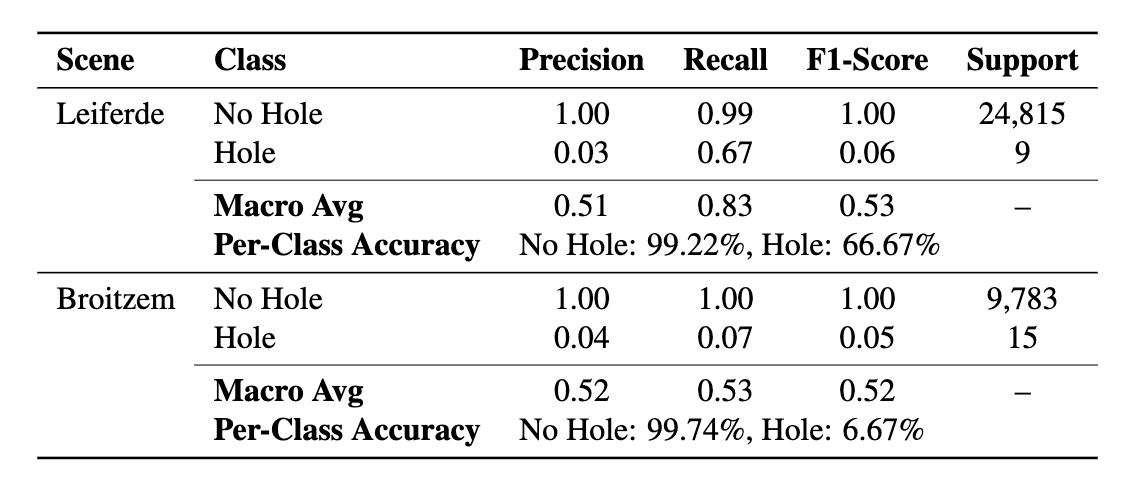 Scene Class Precision Recall F1-Score Support
Leiferde No Hole 1.00 0.99 1.00 24,815
Hole 0.03 0.67 0.06 9
Macro Avg 0.51 0.83 0.53 –
Per-Class Accuracy No Hole: 99.22%, Hole: 66.67%
Broitzem No Hole 1.00 1.00 1.00 9,783
Hole 0.04 0.07 0.05 15
Macro Avg 0.52 0.53 0.52 –
Per-Class Accuracy No Hole: 99.74%, Hole: 6.67%